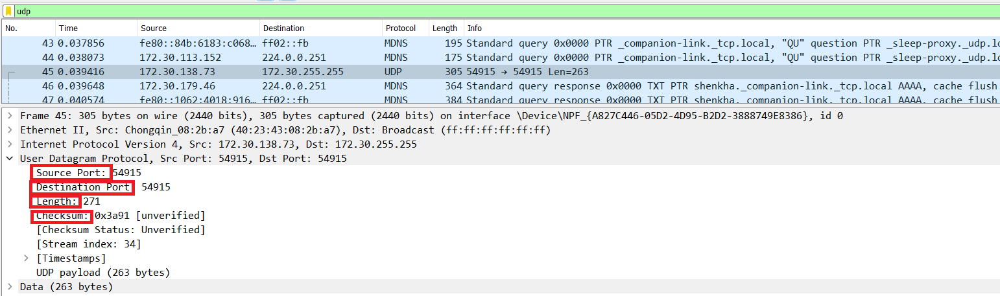 udp
No. Time Source Destination Protocol Length Info
43 0.037856 fe80::84b:6183:c068… ff02::fb MDNS 195 Standard query 0x0000 PTR _companion-link._tcp.local, "QU" question PTR _sleep-proxy._udp.lo
44 0.038073 172.30.113.152 224.0.0.251 MDNS 175 Standard query 0x0000 PTR _companion-link._tcp.local, "QU" question PTR _sleep-proxy._udp.lo
45 0.039416 172.30.138.73 172.30.255.255 UDP 305 54915 → 54915 Len=263
46 0.039648 172.30.179.46 224.0.0.251 MDNS 364 Standard query response 0x0000 TXT PTR shenkha._companion-link._tcp.local AAAA, cache flush
47 0.040574 fe80::1062:4018:916… ff02::fb MDNS 384 Standard query response 0x0000 TXT PTR shenkha._companion-link._tcp.local AAAA, cache flush
Frame 45: 305 bytes on wire (2440 bits), 305 bytes captured (2440 bits) on interface \Device\NPF_{A827C446-05D2-4D95-B2D2-3888749E8386}, id 0
Ethernet II, Src: Chongqin_08:2b:a7 (40:23:43:08:2b:a7), Dst: Broadcast (ff:ff:ff:ff:ff:ff)
Internet Protocol Version 4, Src: 172.30.138.73, Dst: 172.30.255.255
User Datagram Protocol, Src Port: 54915, Dst Port: 54915
Source Port: 54915
Destination Port 54915
Length: 271
Checksum: 0x3a91 [unverified]
[Checksum Status: Unverified]
[Stream index: 34]
[Timestamps]
UDP payload (263 bytes)
Data (263 bytes)